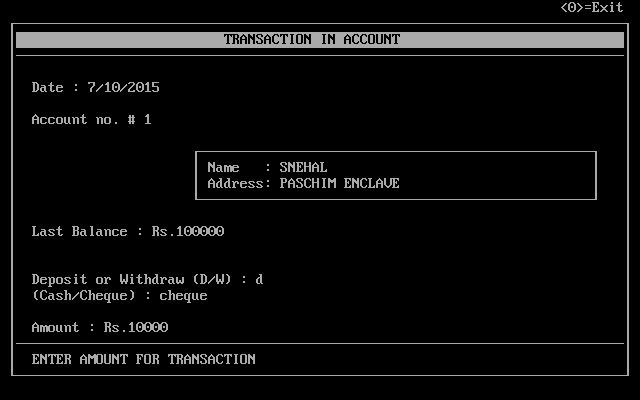 <0>=Exit
TRANSACTION IN ACCOUNT
Date : 7/10/2015
Account no. # 1
Name   : SNEHAL
Address: PASCHIM ENCLAVE
Last Balance : Rs.100000
Deposit or Withdraw (D/W) : d
(Cash/Cheque) : cheque
Amount : Rs.10000
ENTER AMOUNT FOR TRANSACTION